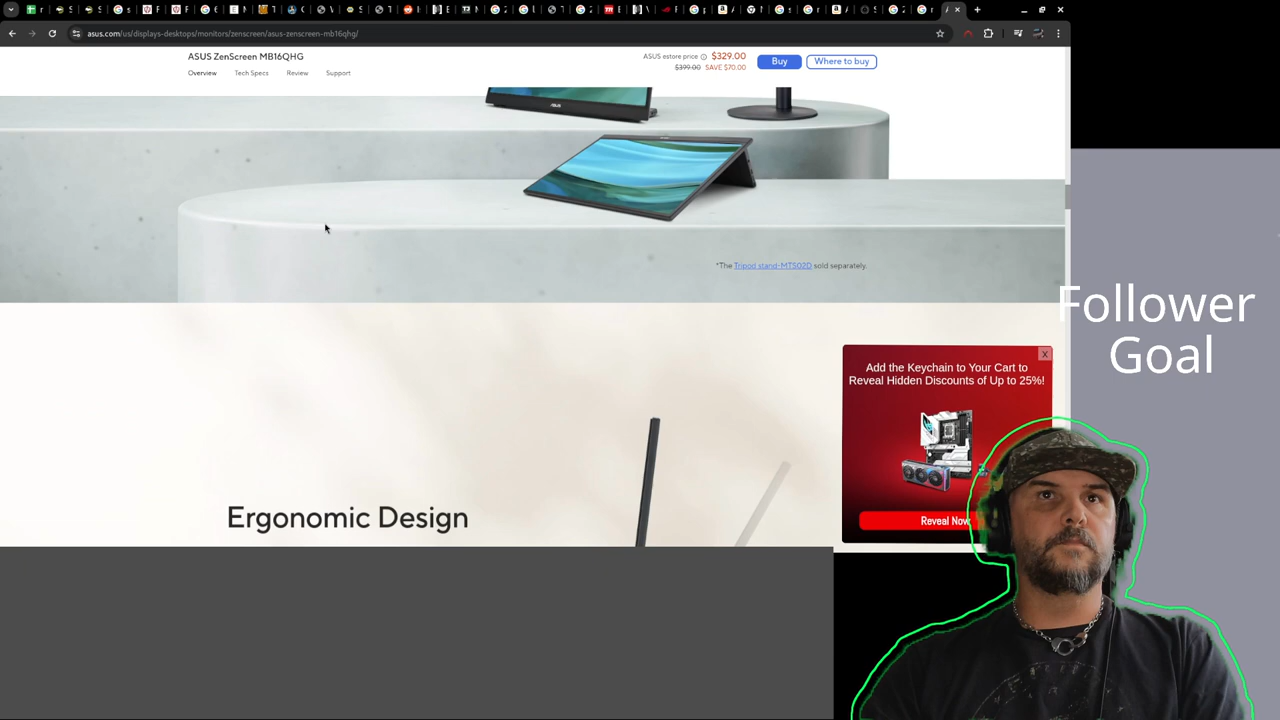 asus.com/us/displays-desktops/monitors/zenscreen/asus-zenscreen-mb16qhg/
ASUS ZenScreen MB16QHG
ASUS estore price $329.00
$399.00 SAVE $70.00
Buy
Where to buy
Overview
Tech Specs
Review
Support
*The Tripod stand-MTS02D sold separately.
Follower
Goal
X
Add the Keychain to Your Cart to
Reveal Hidden Discounts of Up to 25%!
Reveal Now
Ergonomic Design